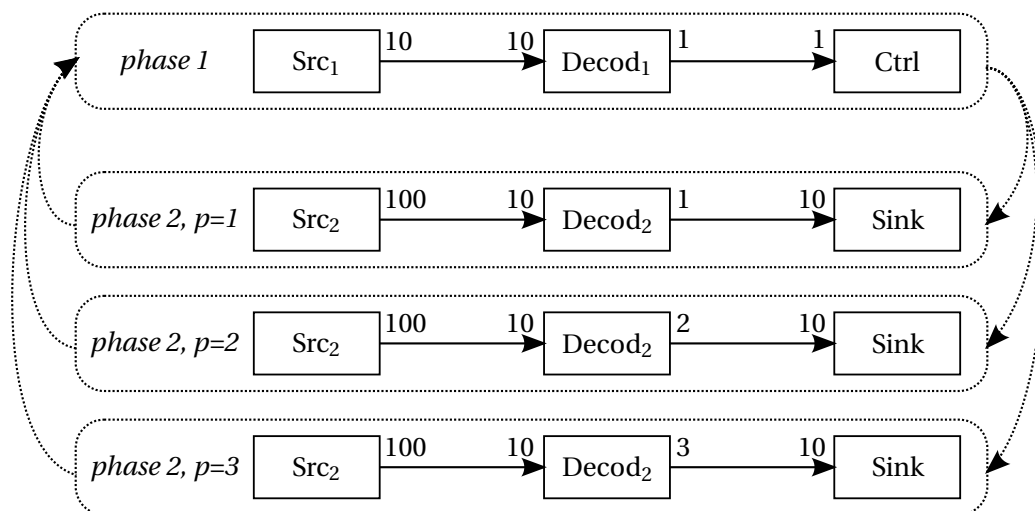 10 10 1 1
phase 1 Src1 Decod1 Ctrl
100 10 1 10
phase 2, p=1 Src2 Decod2 Sink
100 10 2 10
phase 2, p=2 Src2 Decod2 Sink
100 10 3 10
phase 2, p=3 Src2 Decod2 Sink